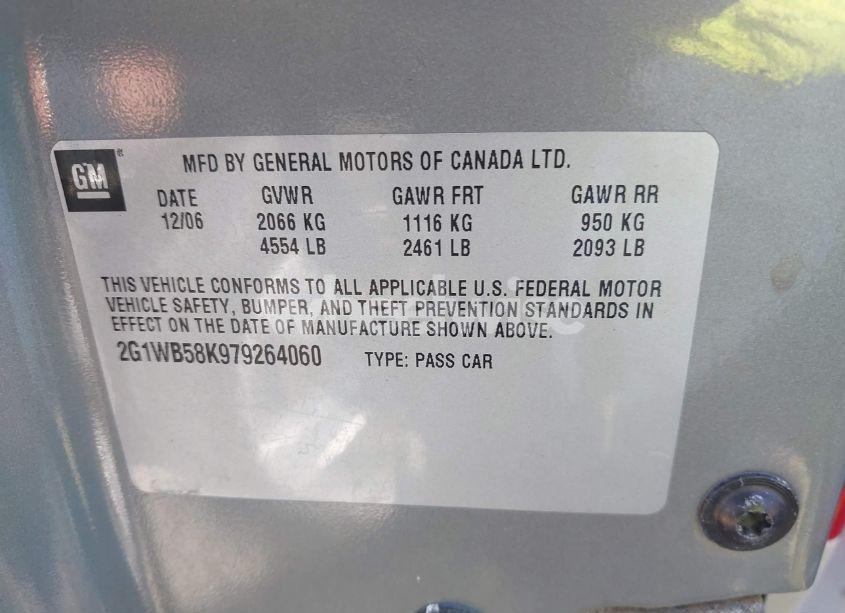 GM
MFD BY GENERAL MOTORS OF CANADA LTD.
DATE GVWR GAWR FRT GAWR RR
12/06 2066 KG 1116 KG 950 KG
4554 LB 2461 LB 2093 LB
THIS VEHICLE CONFORMS TO ALL APPLICABLE U.S. FEDERAL MOTOR
VEHICLE SAFETY, BUMPER, AND THEFT PREVENTION STANDARDS IN
EFFECT ON THE DATE OF MANUFACTURE SHOWN ABOVE.
2G1WB58K979264060 TYPE: PASS CAR